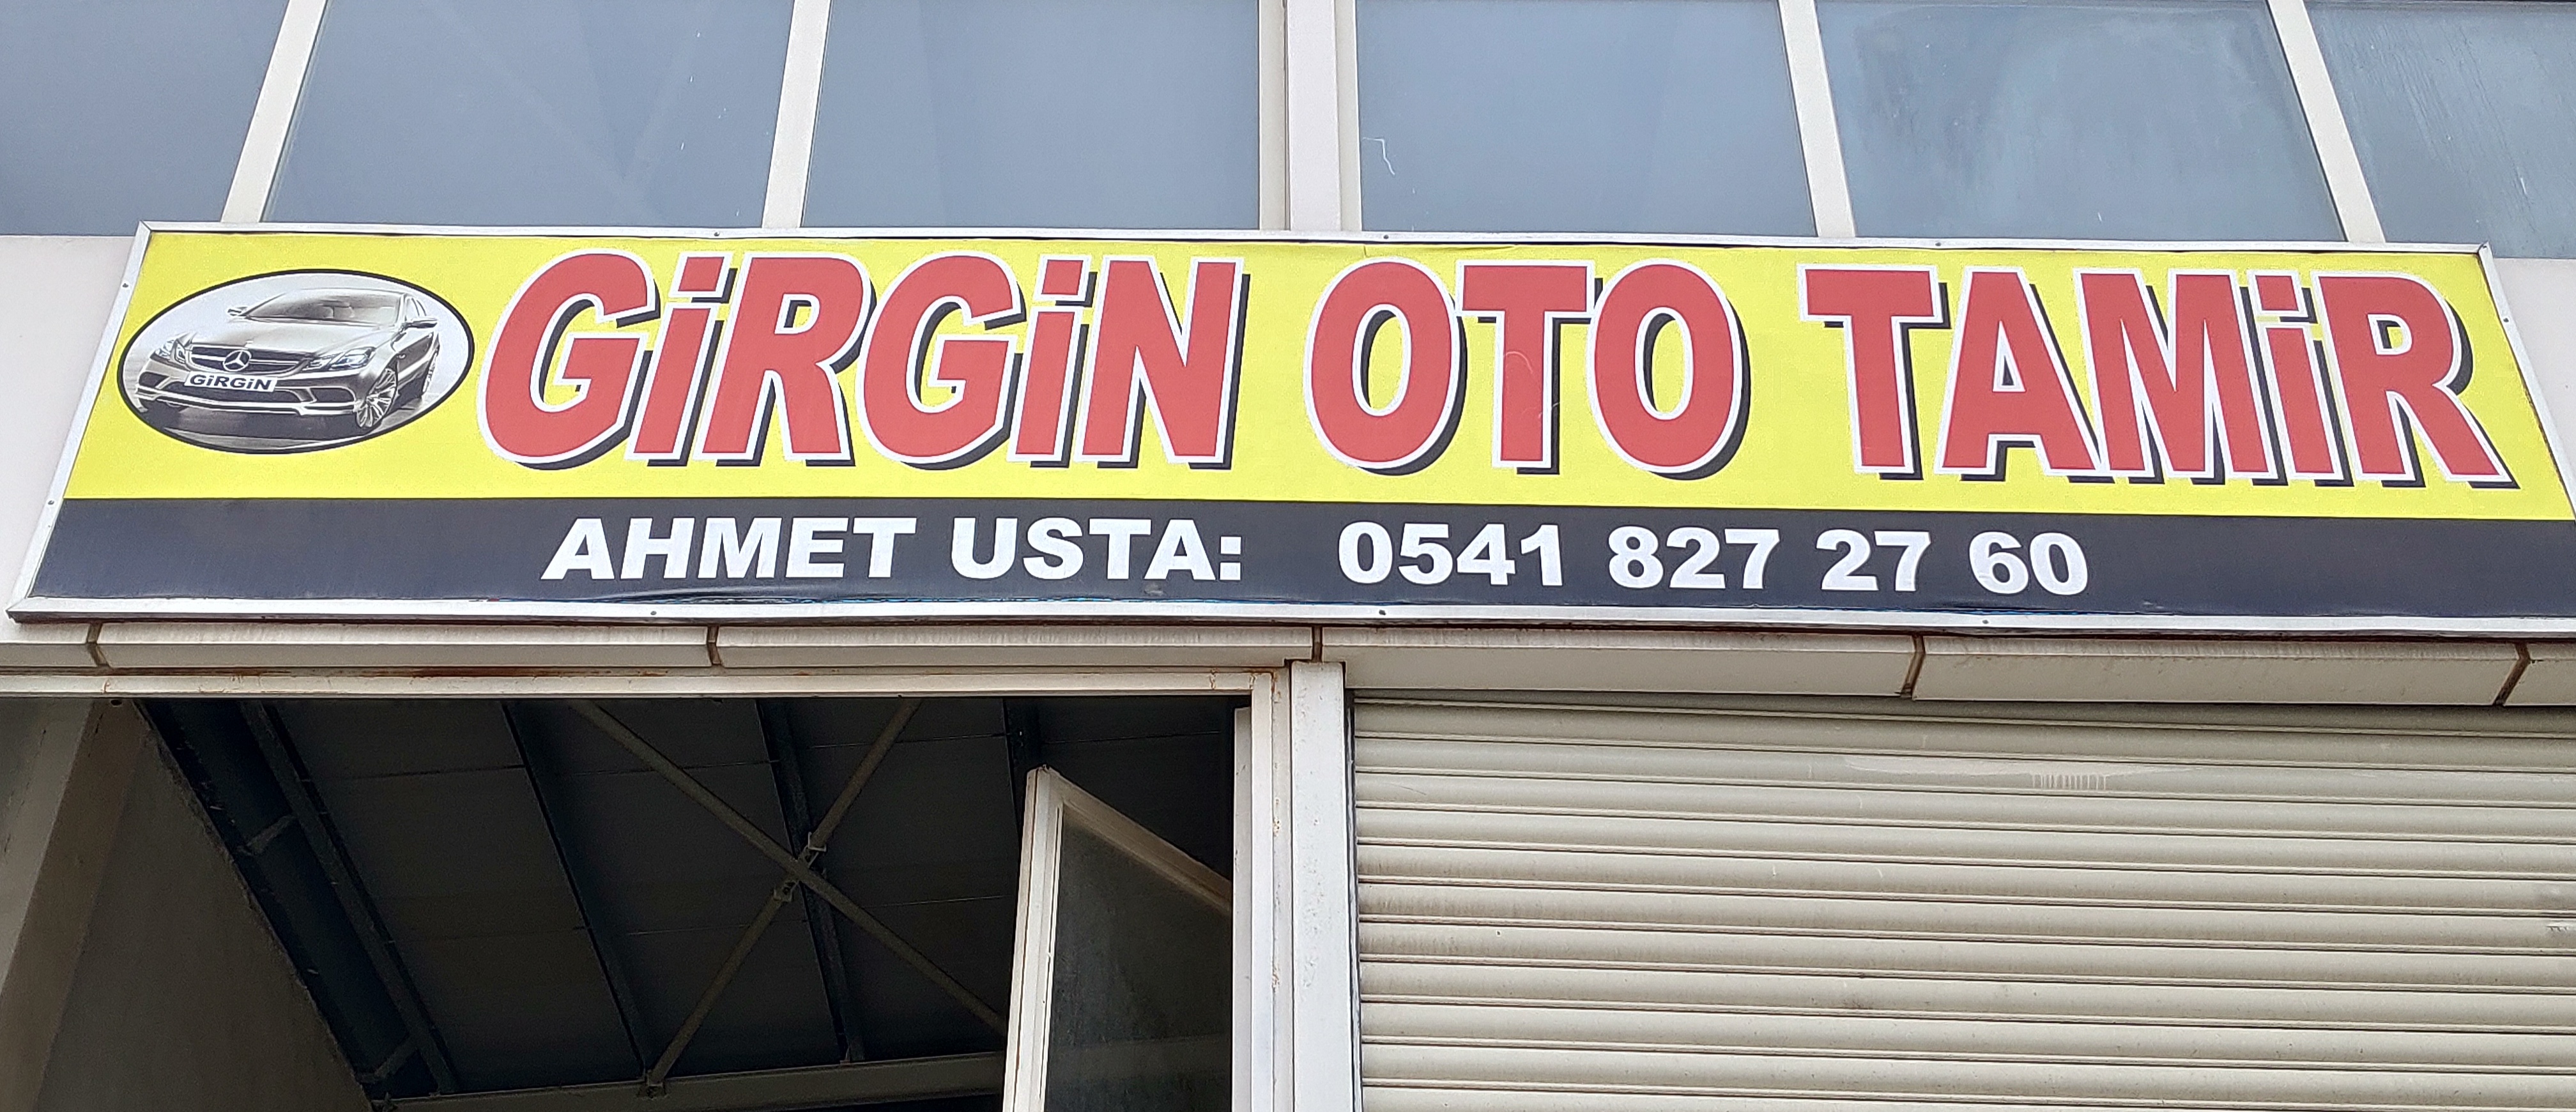 GiRGiN OTO TAMiR
GiRGiN
AHMET USTA: 0541 827 27 60